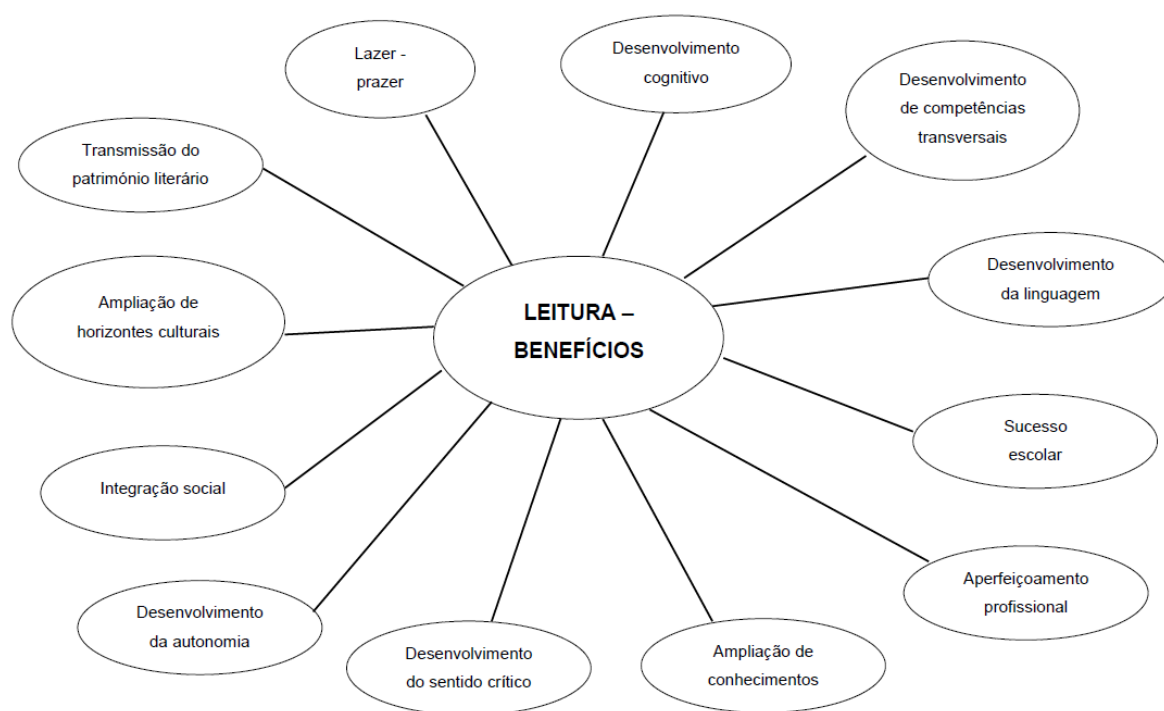 Lazer -
prazer
Desenvolvimento
cognitivo
Desenvolvimento
de competências
transversais
Transmissão do
património literário
Desenvolvimento
da linguagem
Ampliação de
horizontes culturais
LEITURA –
BENEFÍCIOS
Sucesso
escolar
Integração social
Aperfeiçoamento
profissional
Desenvolvimento
da autonomia
Desenvolvimento
do sentido crítico
Ampliação de
conhecimentos